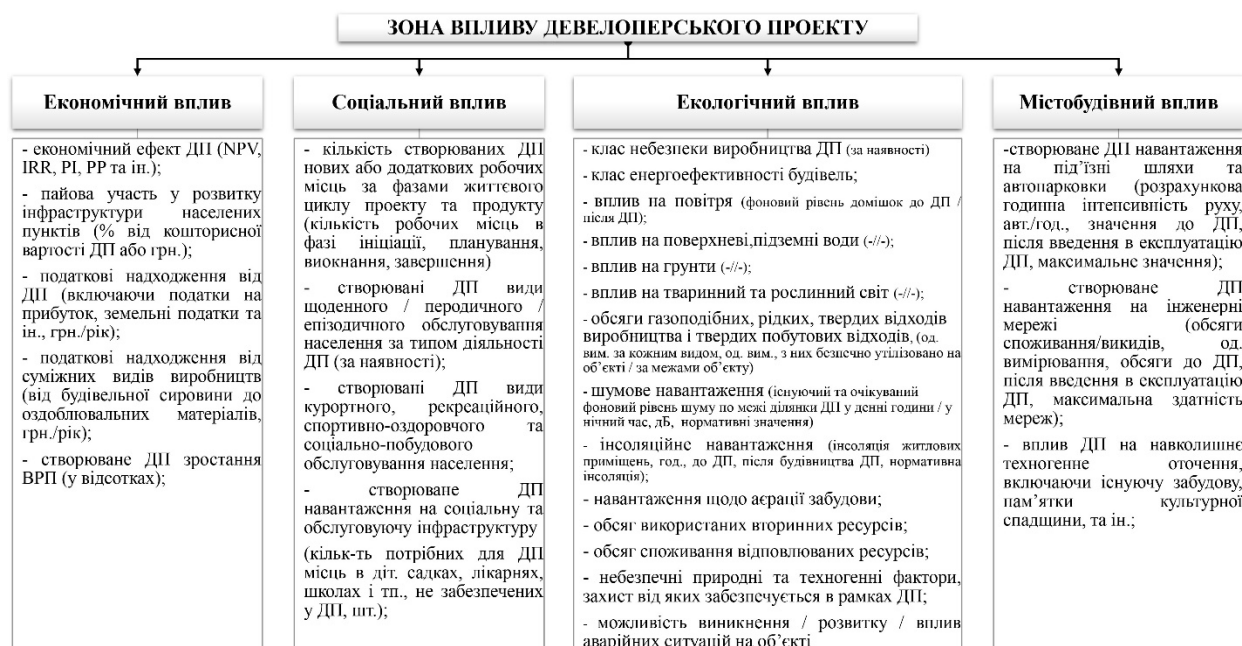 ЗОНА ВПЛИВУ ДЕВЕЛОПЕРСЬКОГО ПРОЕКТУ
Економічний вплив
- економічний ефект ДП (NPV,
IRR, PI, PP та ін.);
- пайова участь у розвитку
інфраструктури населених
пунктів (% від кошторисної
вартості ДП або грн.);
- податкові надходження від
ДП (включаючи податки на
прибуток, земельні податки та
ін., грн./рік);
- податкові надходження від
суміжних видів виробництв
(від будівельної сировини до
оздоблювальних матеріалів,
грн./рік);
- створюване ДП зростання
ВРП (у відсотках);
Соціальний вплив
- кількість створюваних ДП
нових або додаткових робочих
місць за фазами життєвого
циклу проекту та продукту
(кількість робочих місць в
фазі ініціації, планування,
виокнання, завершення)
- створювані ДП види
щоденного / перодичного /
епізодичного обслуговування
населення за типом діяльності
ДП (за наявності);
- створювані ДП види
курортного, рекреаційного,
спортивно-оздоровчого та
соціально-побудового
обслуговування населення;
- створюване ДП
навантаження на соціальну та
обслуговуючу інфраструктуру
(кільк-ть потрібних для ДП
місць в діт. садках, лікарнях,
школах і тп., не забезпечених
у ДП, шт.);
Екологічний вплив
- клас небезпеки виробництва ДП (за наявності)
- клас енергоефективності будівель;
- вплив на повітря (фоновий рівень домішок до ДП /
після ДП);
- вплив на поверхневі,підземні води (-//-);
- вплив на грунти (-//-);
- вплив на тваринний та рослинний світ (-//-);
- обсяги газоподібних, рідких, твердих відходів
виробництва і твердих побутових відходів, (од.
вим. за кожним видом, од. вим., з них безпечно утилізовано на
об’єкті / за межами об’єкту)
- шумове навантаження (існуючий та очікуваний
фоновий рівень шуму по межі ділянки ДП у денні години / у
нічний час, дБ, нормативні значення)
- інсоляційне навантаження (інсоляція житлових
приміщень, год., до ДП, після будівництва ДП, нормативна
інсоляція);
- навантаження щодо аерації забудови;
- обсяг використаних вторинних ресурсів;
- обсяг споживання відповлюваних ресурсів;
- небезпечні природні та техногенні фактори,
захист від яких забезпечується в рамках ДП;
- можливість виникнення / розвитку / вплив
аварійних ситуацій на об’єкті
Містобудівний вплив
-створюване ДП навантаження
на під’їзні шляхи та
автопарковки (розрахункова
годинна інтенсивність руху,
авт./год., значення до ДП,
після введення в експлуатацію
ДП, максимальне значення);
- створюване ДП
навантаження на інженерні
мережі (обсяги
споживання/викидів, од.
вимірювання, обсяги до ДП,
після введення в експлуатацію
ДП, максимальна здатність
мереж);
- вплив ДП на навколишнє
техногенне оточення,
включаючи існуючу забудову,
пам’ятки культурної
спадщини, та ін.;